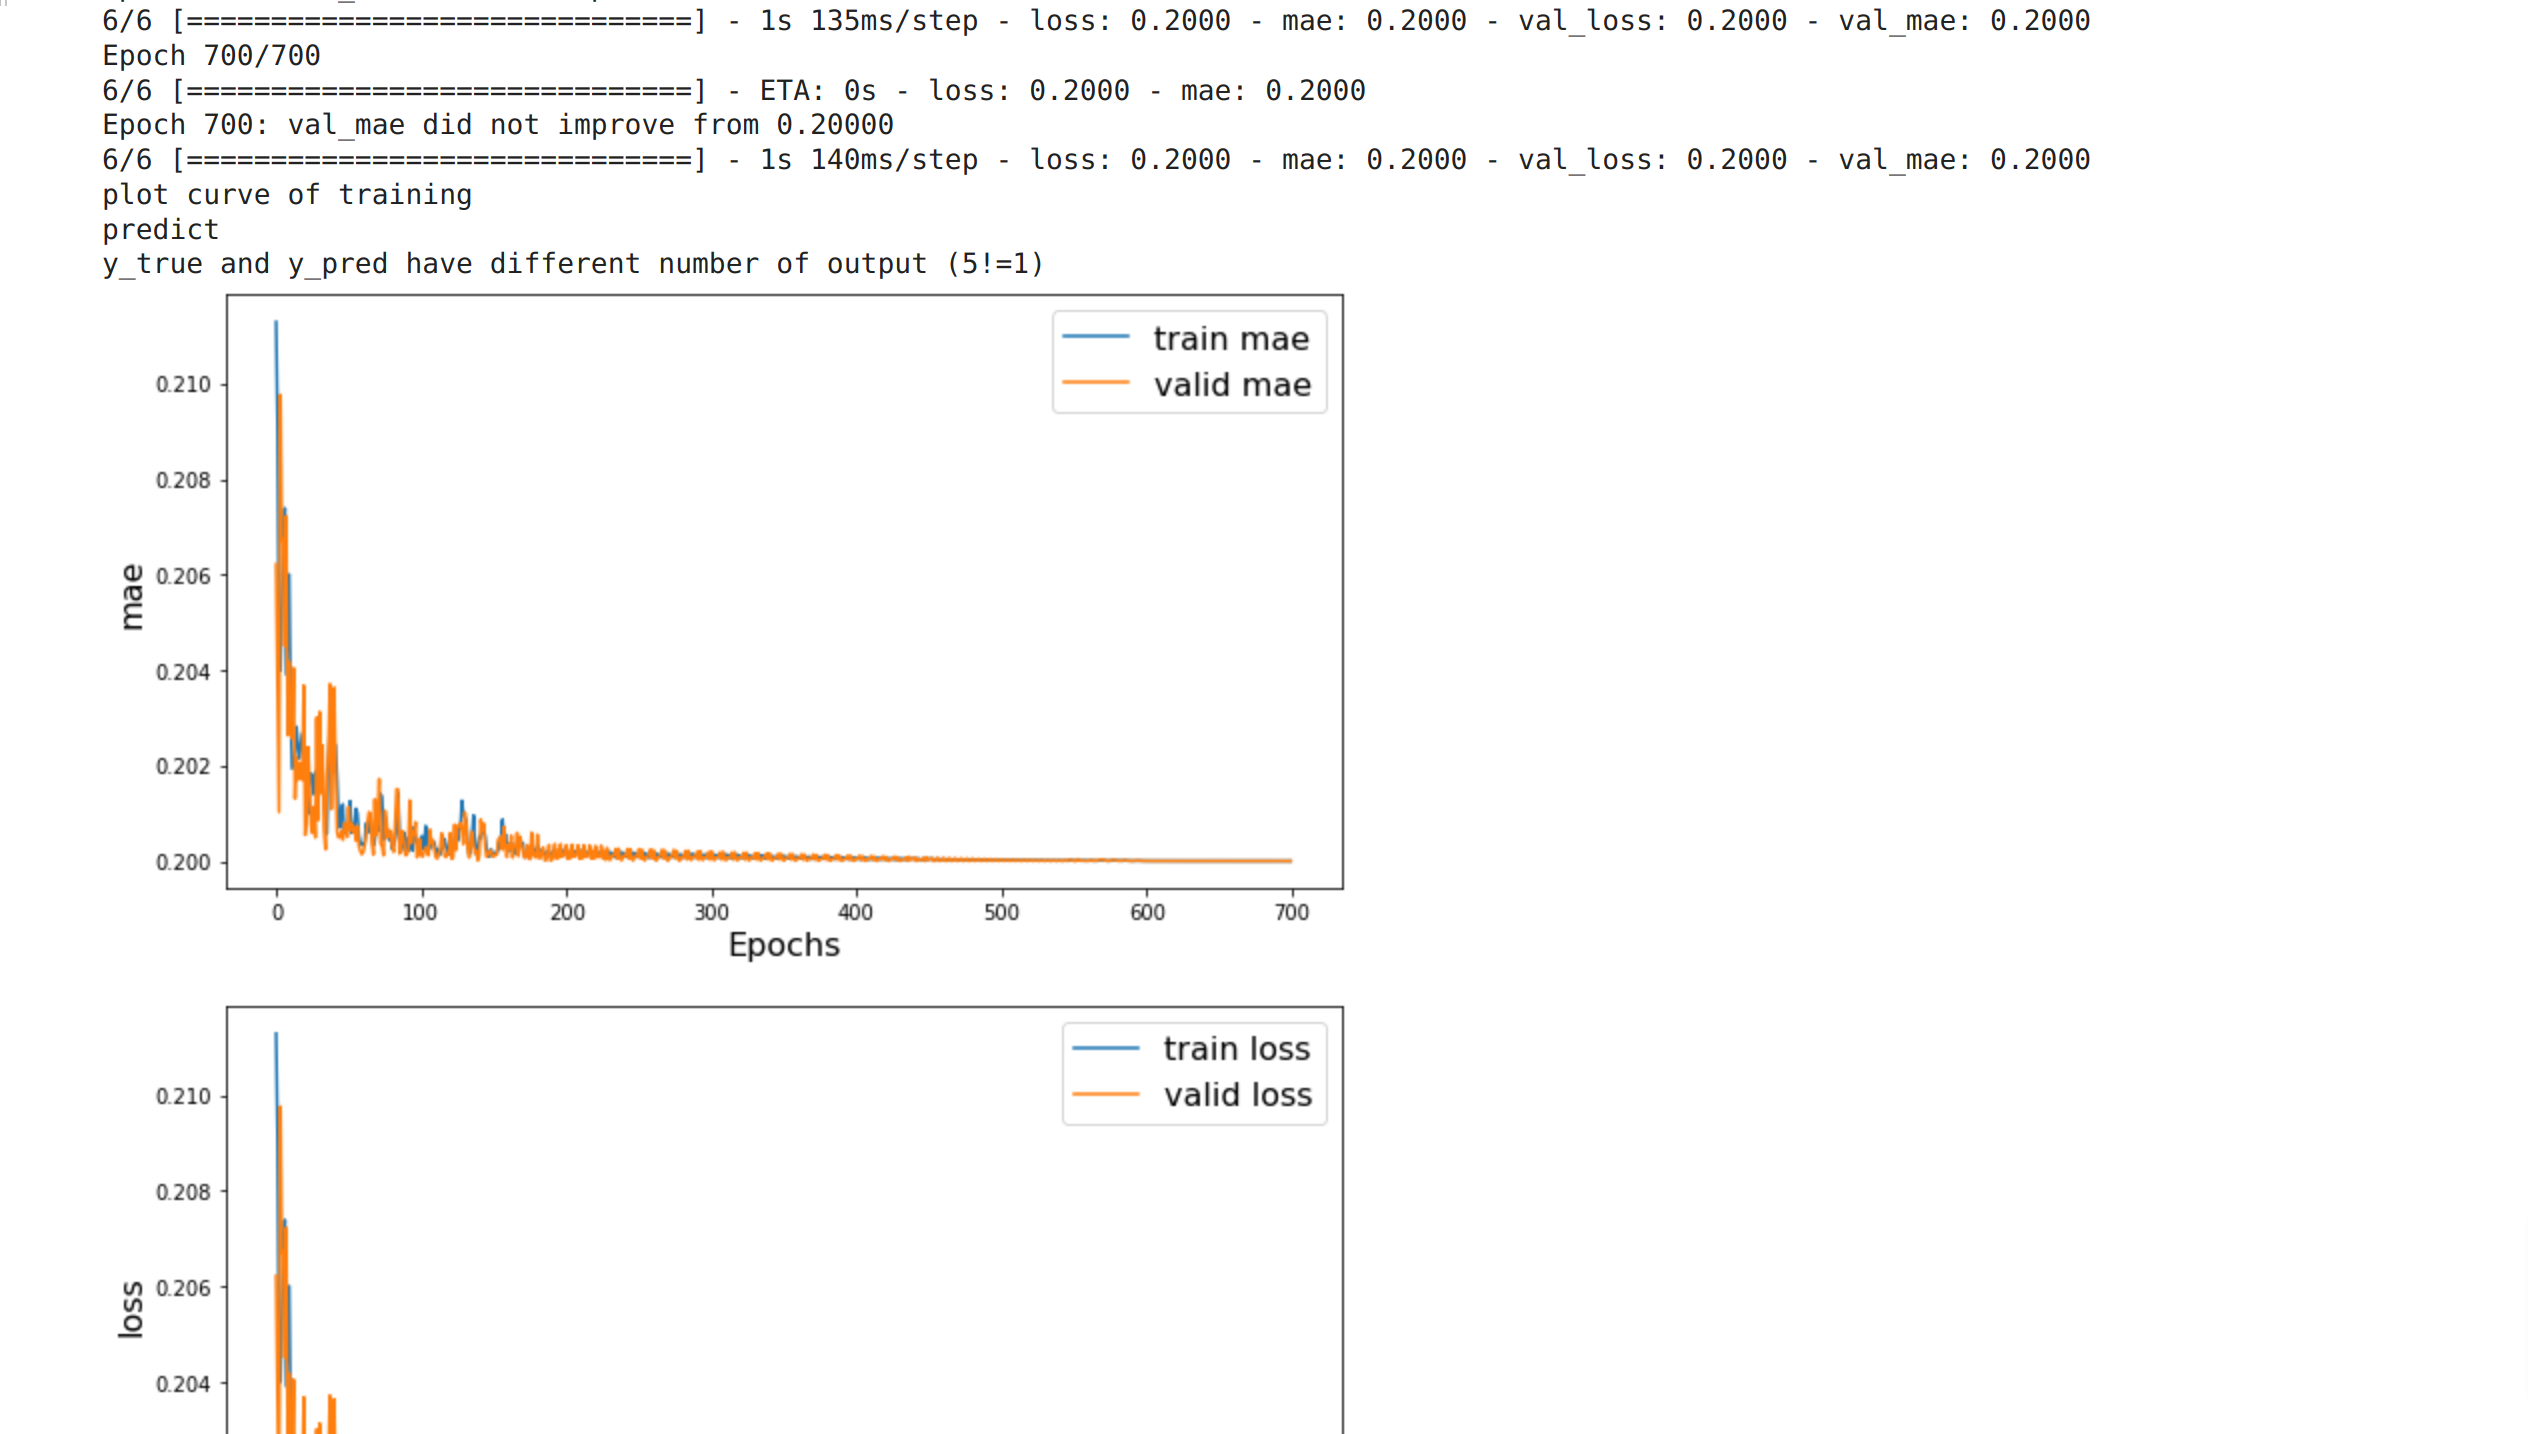 6/6 [==============================] - 1s 135ms/step - loss: 0.2000 - mae: 0.2000 - val_loss: 0.2000 - val_mae: 0.2000
Epoch 700/700
6/6 [==============================] - ETA: 0s - loss: 0.2000 - mae: 0.2000
Epoch 700: val_mae did not improve from 0.20000
6/6 [==============================] - 1s 140ms/step - loss: 0.2000 - mae: 0.2000 - val_loss: 0.2000 - val_mae: 0.2000
plot curve of training
predict
y_true and y_pred have different number of output (5!=1)
train mae
valid mae
0.210
0.208
0.206
0.204
0.202
0.200
mae
0 100 200 300 400 500 600 700
Epochs
train loss
valid loss
0.210
0.208
0.206
0.204
loss